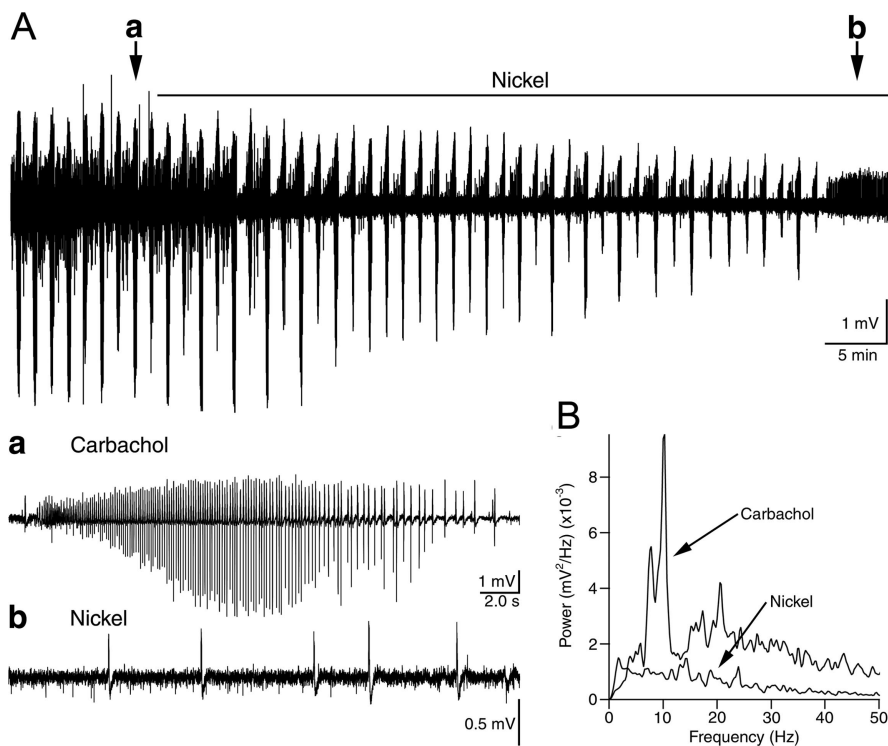 A
a
b
Nickel
1 mV
5 min
a Carbachol
1 mV
2.0 s
b Nickel
0.5 mV
B
Power (mV²/Hz) (x10⁻³)
8
6
4
2
0
Carbachol
Nickel
0 10 20 30 40 50
Frequency (Hz)